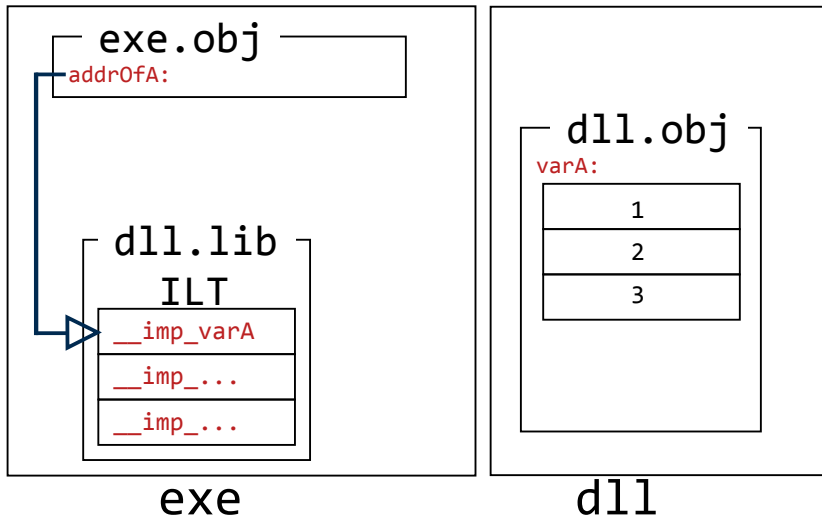 exe.obj
addrOfA:
dll.lib
ILT
__imp_varA
__imp_...
__imp_...
exe
dll.obj
varA:
1
2
3
dll